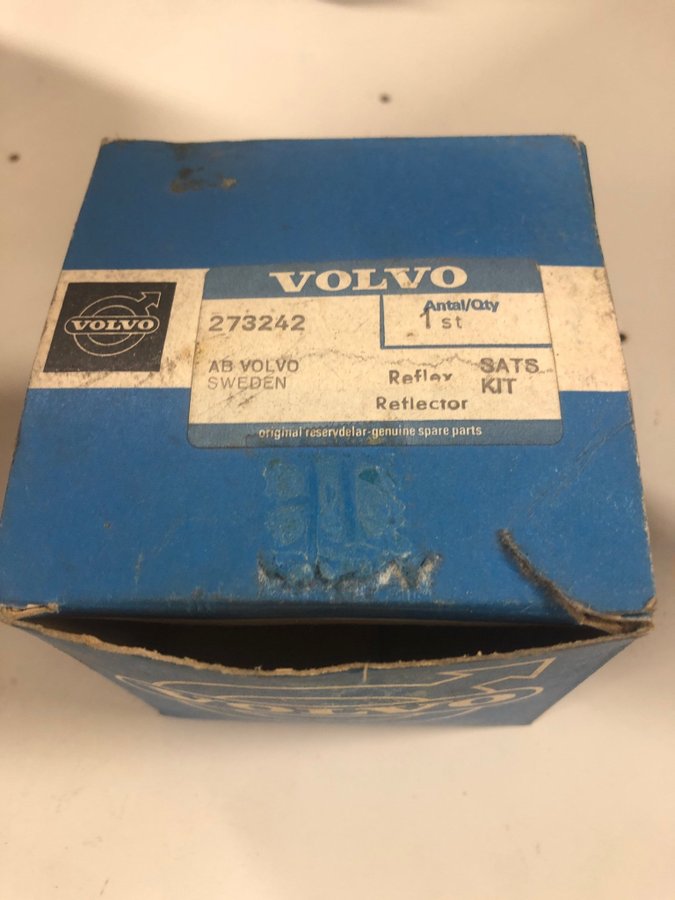 VOLVO
VOLVO
273242
Antal/Qty
1 st
AB VOLVO
SWEDEN
Reflex
SATS
KIT
Reflector
original reservdelar-genuine spare parts
VOLVO